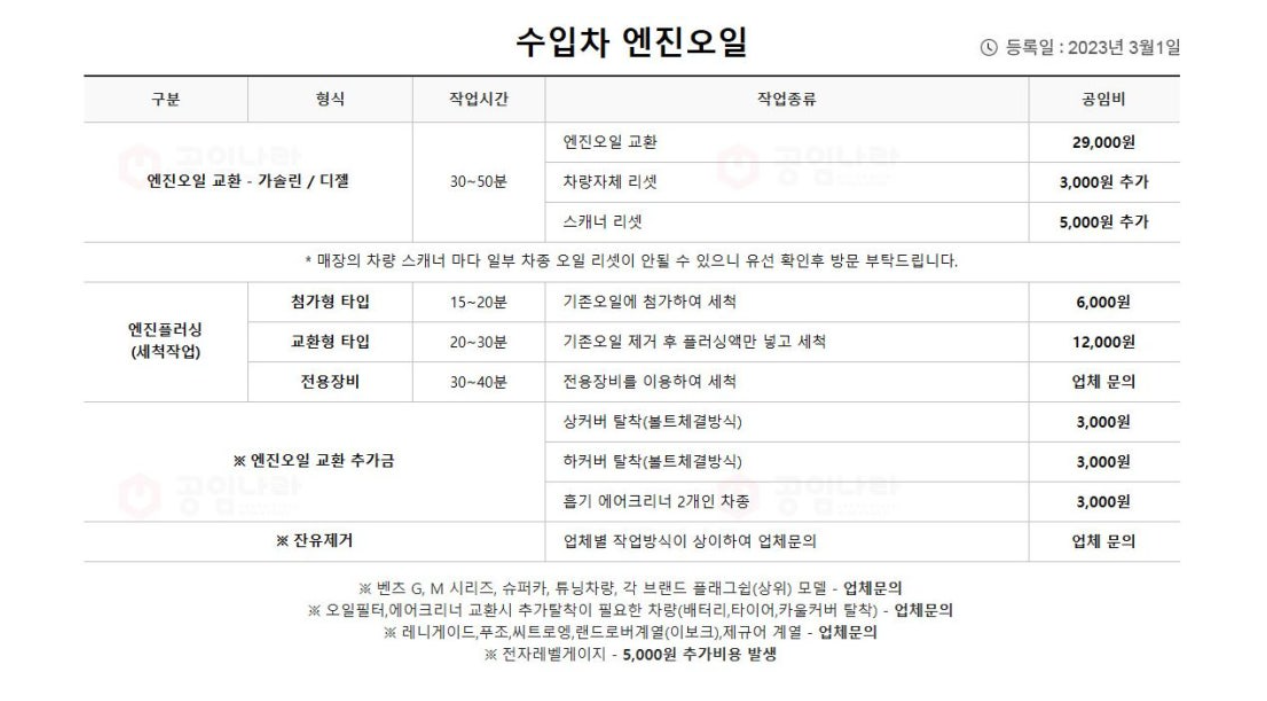 수입차 엔진오일
등록일 : 2023년 3월1일
구분 형식 작업시간 작업종류 공임비
엔진오일 교환 - 가솔린 / 디젤 30~50분 엔진오일 교환 29,000원
차량자체 리셋 3,000원 추가
스캐너 리셋 5,000원 추가
* 매장의 차량 스캐너 마다 일부 차종 오일 리셋이 안될 수 있으니 유선 확인후 방문 부탁드립니다.
엔진플러싱
(세척작업)
첨가형 타입 15~20분 기존오일에 첨가하여 세척 6,000원
교환형 타입 20~30분 기존오일 제거 후 플러싱액만 넣고 세척 12,000원
전용장비 30~40분 전용장비를 이용하여 세척 업체 문의
※ 엔진오일 교환 추가금
상커버 탈착(볼트체결방식) 3,000원
하커버 탈착(볼트체결방식) 3,000원
흡기 에어크리너 2개인 차종 3,000원
※ 잔유제거 업체별 작업방식이 상이하여 업체문의 업체 문의
※ 벤츠 G, M 시리즈, 슈퍼카, 튜닝차량, 각 브랜드 플래그쉽(상위) 모델 - 업체문의
※ 오일필터,에어크리너 교환시 추가탈착이 필요한 차량(배터리,타이어,카울커버 탈착) - 업체문의
※ 레니게이드,푸조,씨트로엥,랜드로버계열(이보크),제규어 계열 - 업체문의
※ 전자레벨게이지 - 5,000원 추가비용 발생
공임나라
공임나라
공임나라
공임나라